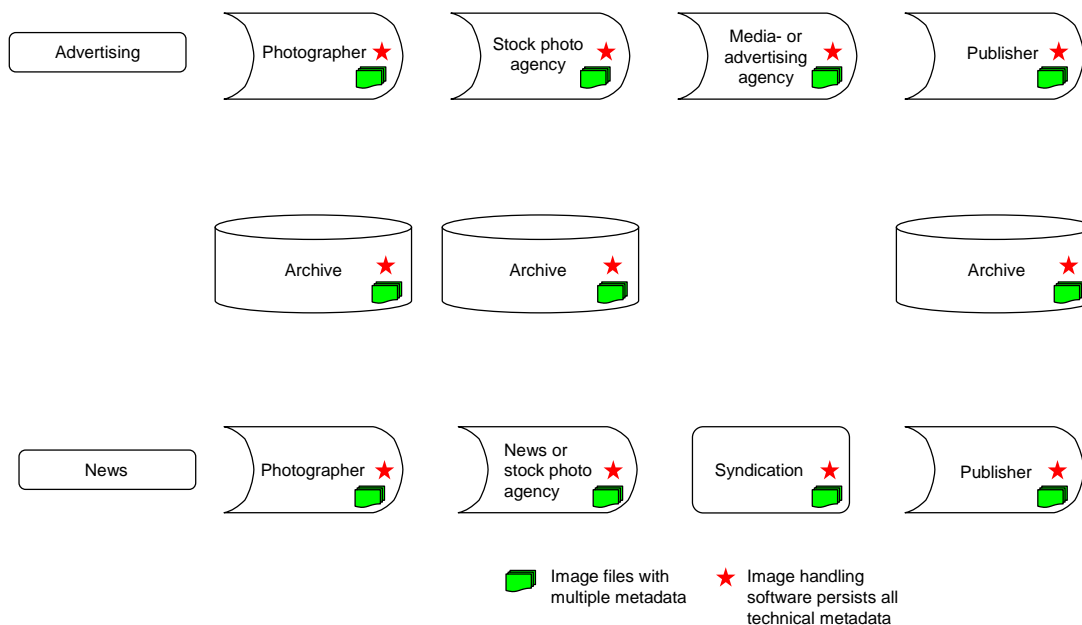 Advertising
Photographer
Stock photo
agency
Media- or
advertising
agency
Publisher
Archive
Archive
Archive
News
Photographer
News or
stock photo
agency
Syndication
Publisher
Image files with
multiple metadata
Image handling
software persists all
technical metadata